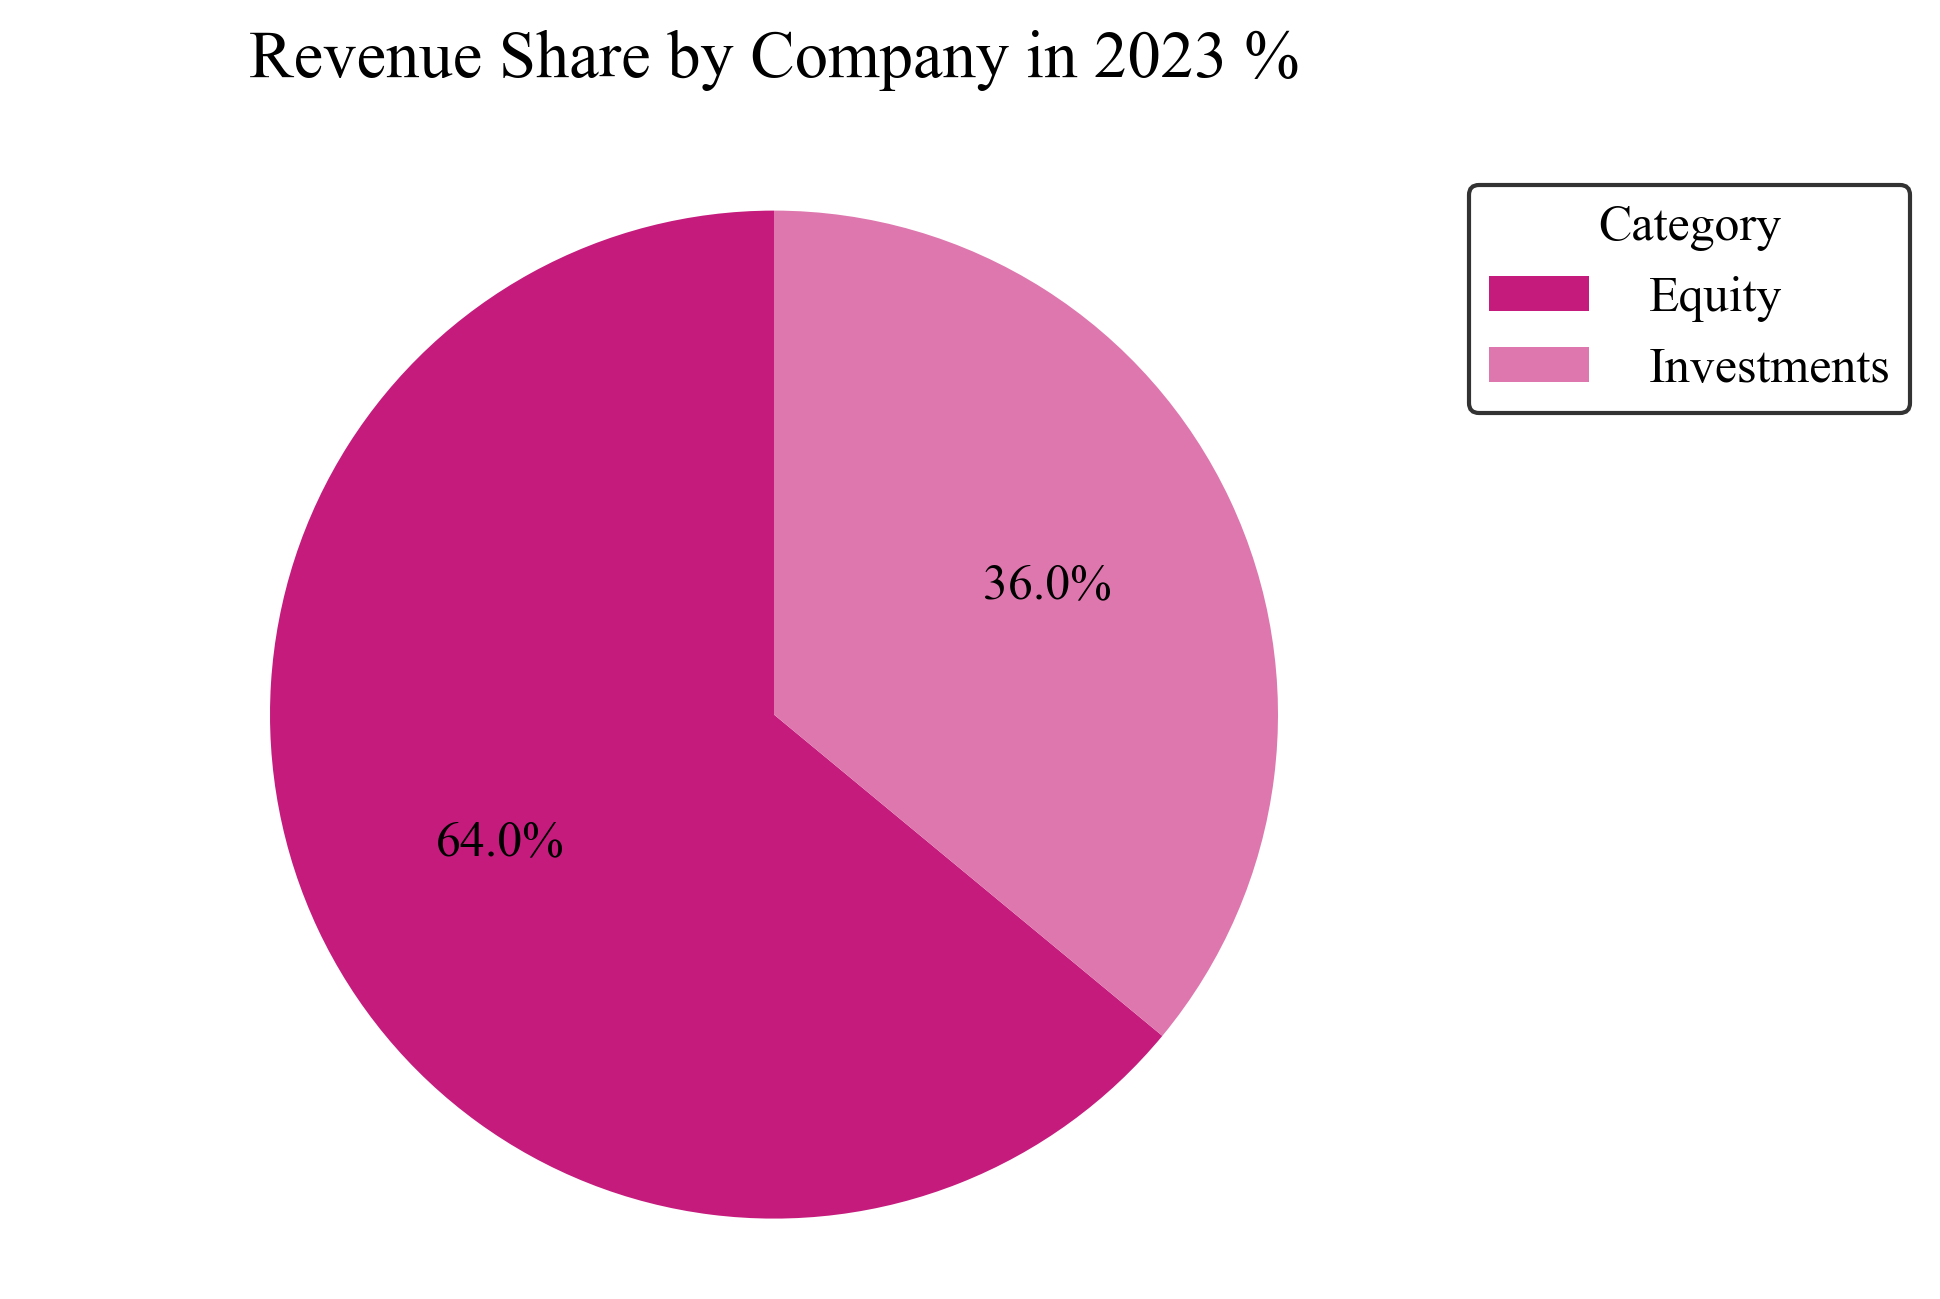 Revenue Share by Company in 2023 %
Category
Equity
Investments
36.0%
64.0%